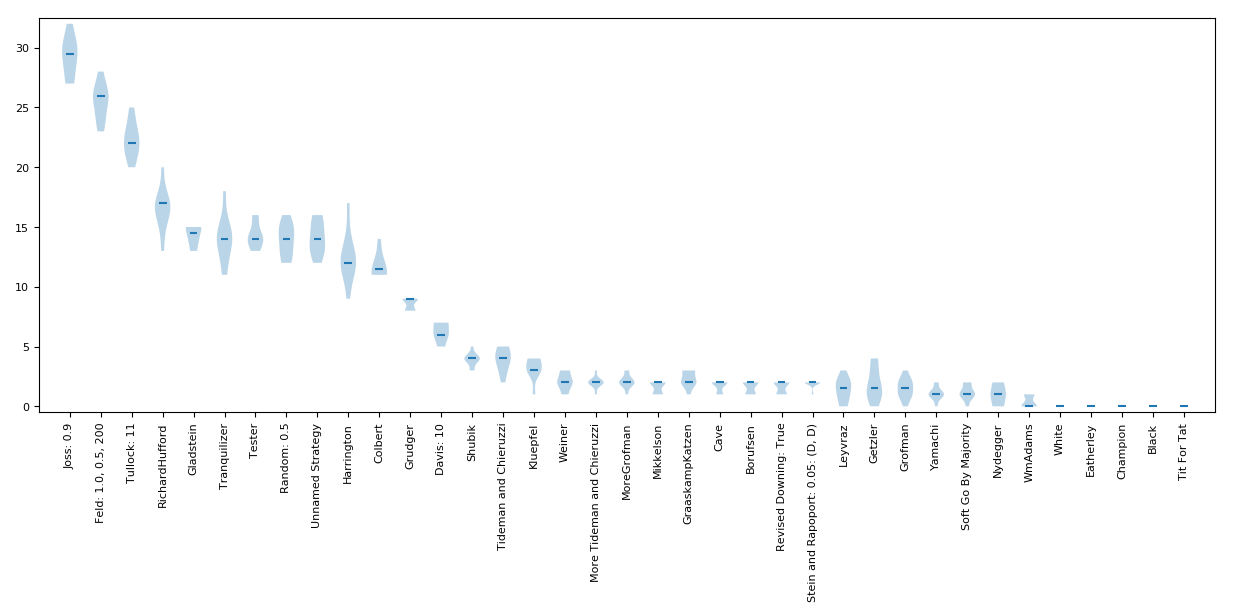 30
25
20
15
10
5
0
Joss: 0.9
Feld: 1.0, 0.5, 200
Tullock: 11
RichardHufford
Gladstein
Tranquilizer
Tester
Random: 0.5
Unnamed Strategy
Harrington
Colbert
Grudger
Davis: 10
Shubik
Tideman and Chieruzzi
Kluepfel
Weiner
More Tideman and Chieruzzi
MoreGrofman
Mikkelson
GraaskampKatzen
Cave
Borufsen
Revised Downing: True
Stein and Rapoport: 0.05: (D, D)
Leyvraz
Getzler
Grofman
Yamachi
Soft Go By Majority
Nydegger
WmAdams
White
Eatherley
Champion
Black
Tit For Tat